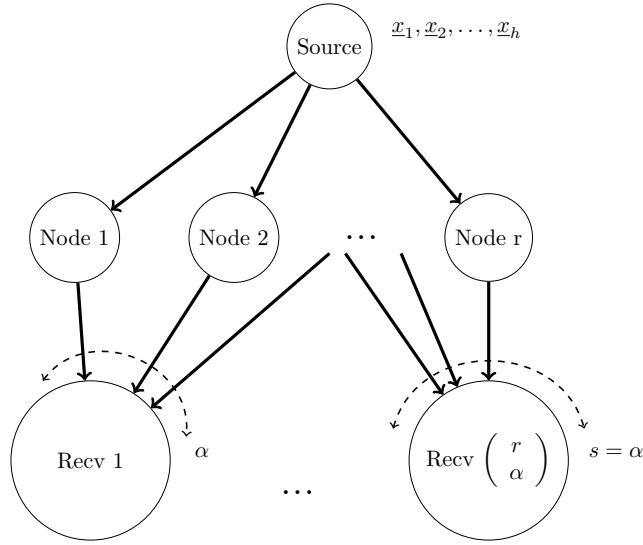 Source
x₁, x₂, . . . , xₕ
Node 1
Node 2
...
Node r
α
s = α
Recv 1
Recv ( r
α )
...